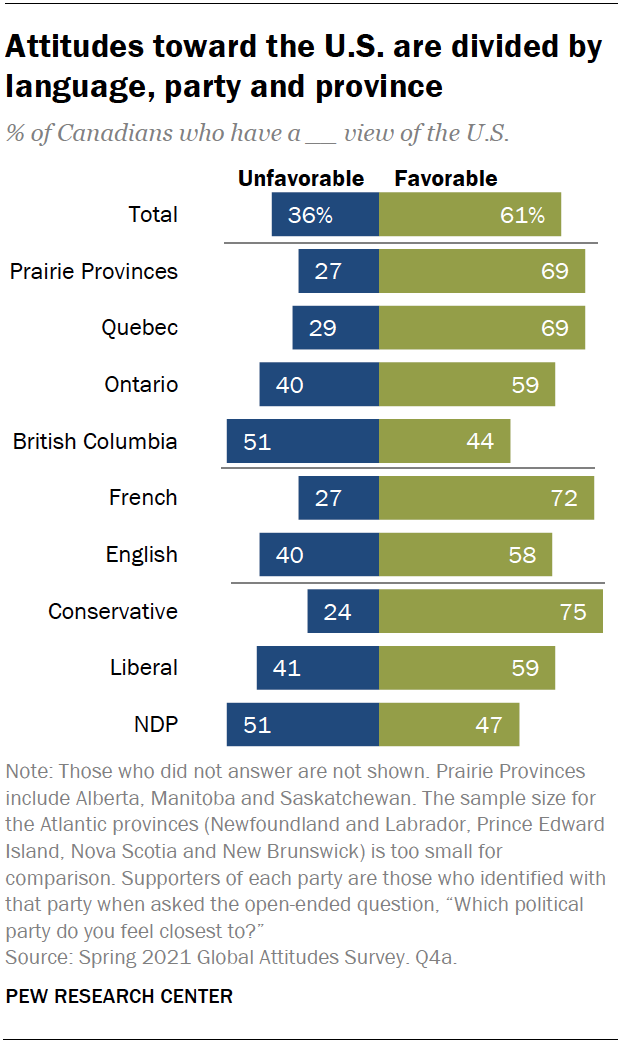 Attitudes toward the U.S. are divided by
language, party and province
% of Canadians who have a __ view of the U.S.
Unfavorable Favorable
Total 36% 61%
Prairie Provinces 27 69
Quebec 29 69
Ontario 40 59
British Columbia 51 44
French 27 72
English 40 58
Conservative 24 75
Liberal 41 59
NDP 51 47
Note: Those who did not answer are not shown. Prairie Provinces
include Alberta, Manitoba and Saskatchewan. The sample size for
the Atlantic provinces (Newfoundland and Labrador, Prince Edward
Island, Nova Scotia and New Brunswick) is too small for
comparison. Supporters of each party are those who identified with
that party when asked the open-ended question, “Which political
party do you feel closest to?”
Source: Spring 2021 Global Attitudes Survey. Q4a.
PEW RESEARCH CENTER